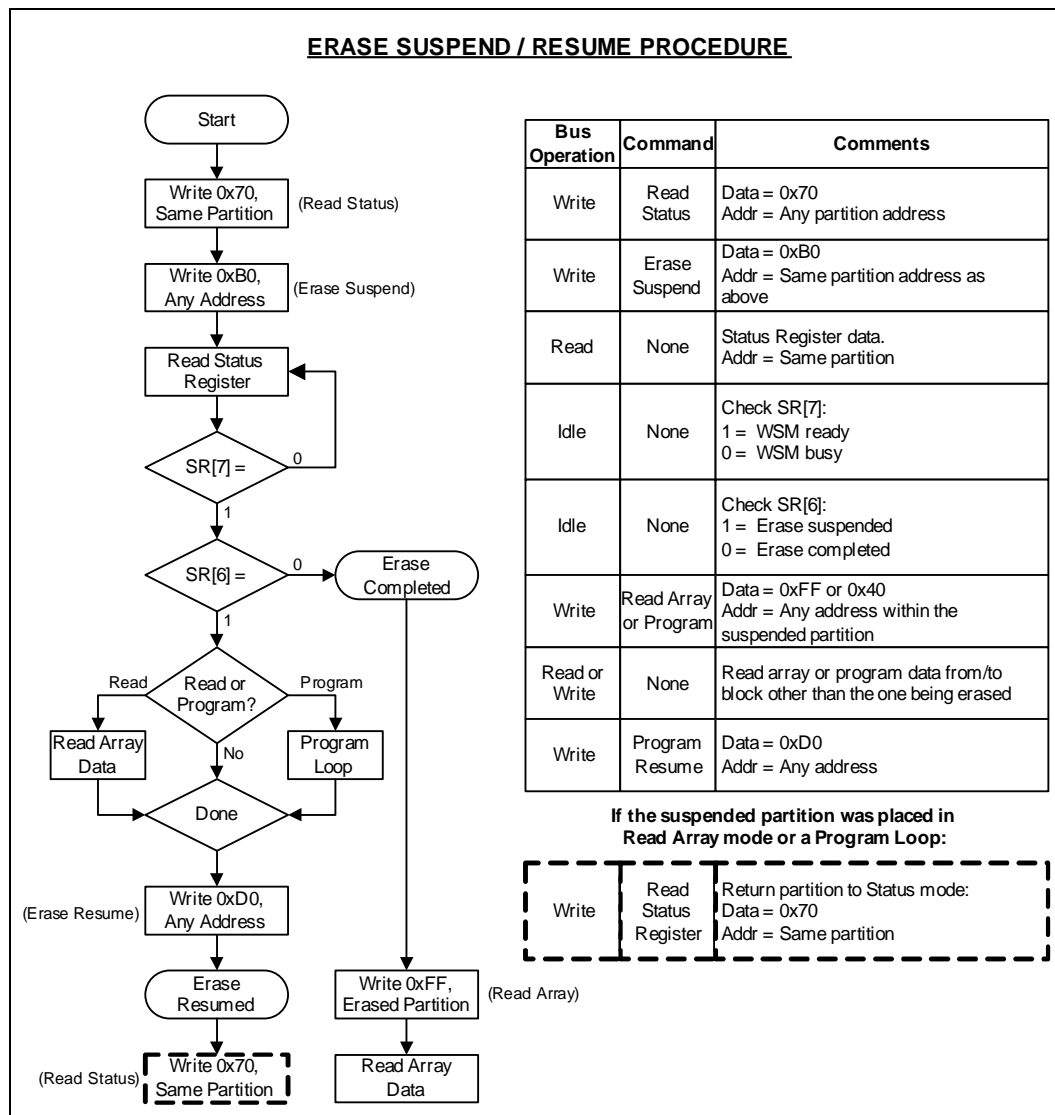 ERASE SUSPEND / RESUME PROCEDURE
Start
Write 0x70,
Same Partition
(Read Status)
Write 0xB0,
Any Address
(Erase Suspend)
Read Status
Register
SR[7] =
0
1
SR[6] =
0
Erase
Completed
1
Read
Read or
Program?
Program
Read Array
Data
No
Program
Loop
Done
(Erase Resume)
Write 0xD0,
Any Address
Erase
Resumed
Write 0xFF,
Erased Partition
(Read Array)
(Read Status)
Write 0x70,
Same Partition
Read Array
Data
Bus
Operation
Command
Comments
Write
Read
Status
Data = 0x70
Addr = Any partition address
Write
Erase
Suspend
Data = 0xB0
Addr = Same partition address as
above
Read
None
Status Register data.
Addr = Same partition
Idle
None
Check SR[7]:
1 = WSM ready
0 = WSM busy
Idle
None
Check SR[6]:
1 = Erase suspended
0 = Erase completed
Write
Read Array
or Program
Data = 0xFF or 0x40
Addr = Any address within the
suspended partition
Read or
Write
None
Read array or program data from/to
block other than the one being erased
Write
Program
Resume
Data = 0xD0
Addr = Any address
If the suspended partition was placed in
Read Array mode or a Program Loop:
Write
Read
Status
Register
Return partition to Status mode:
Data = 0x70
Addr = Same partition